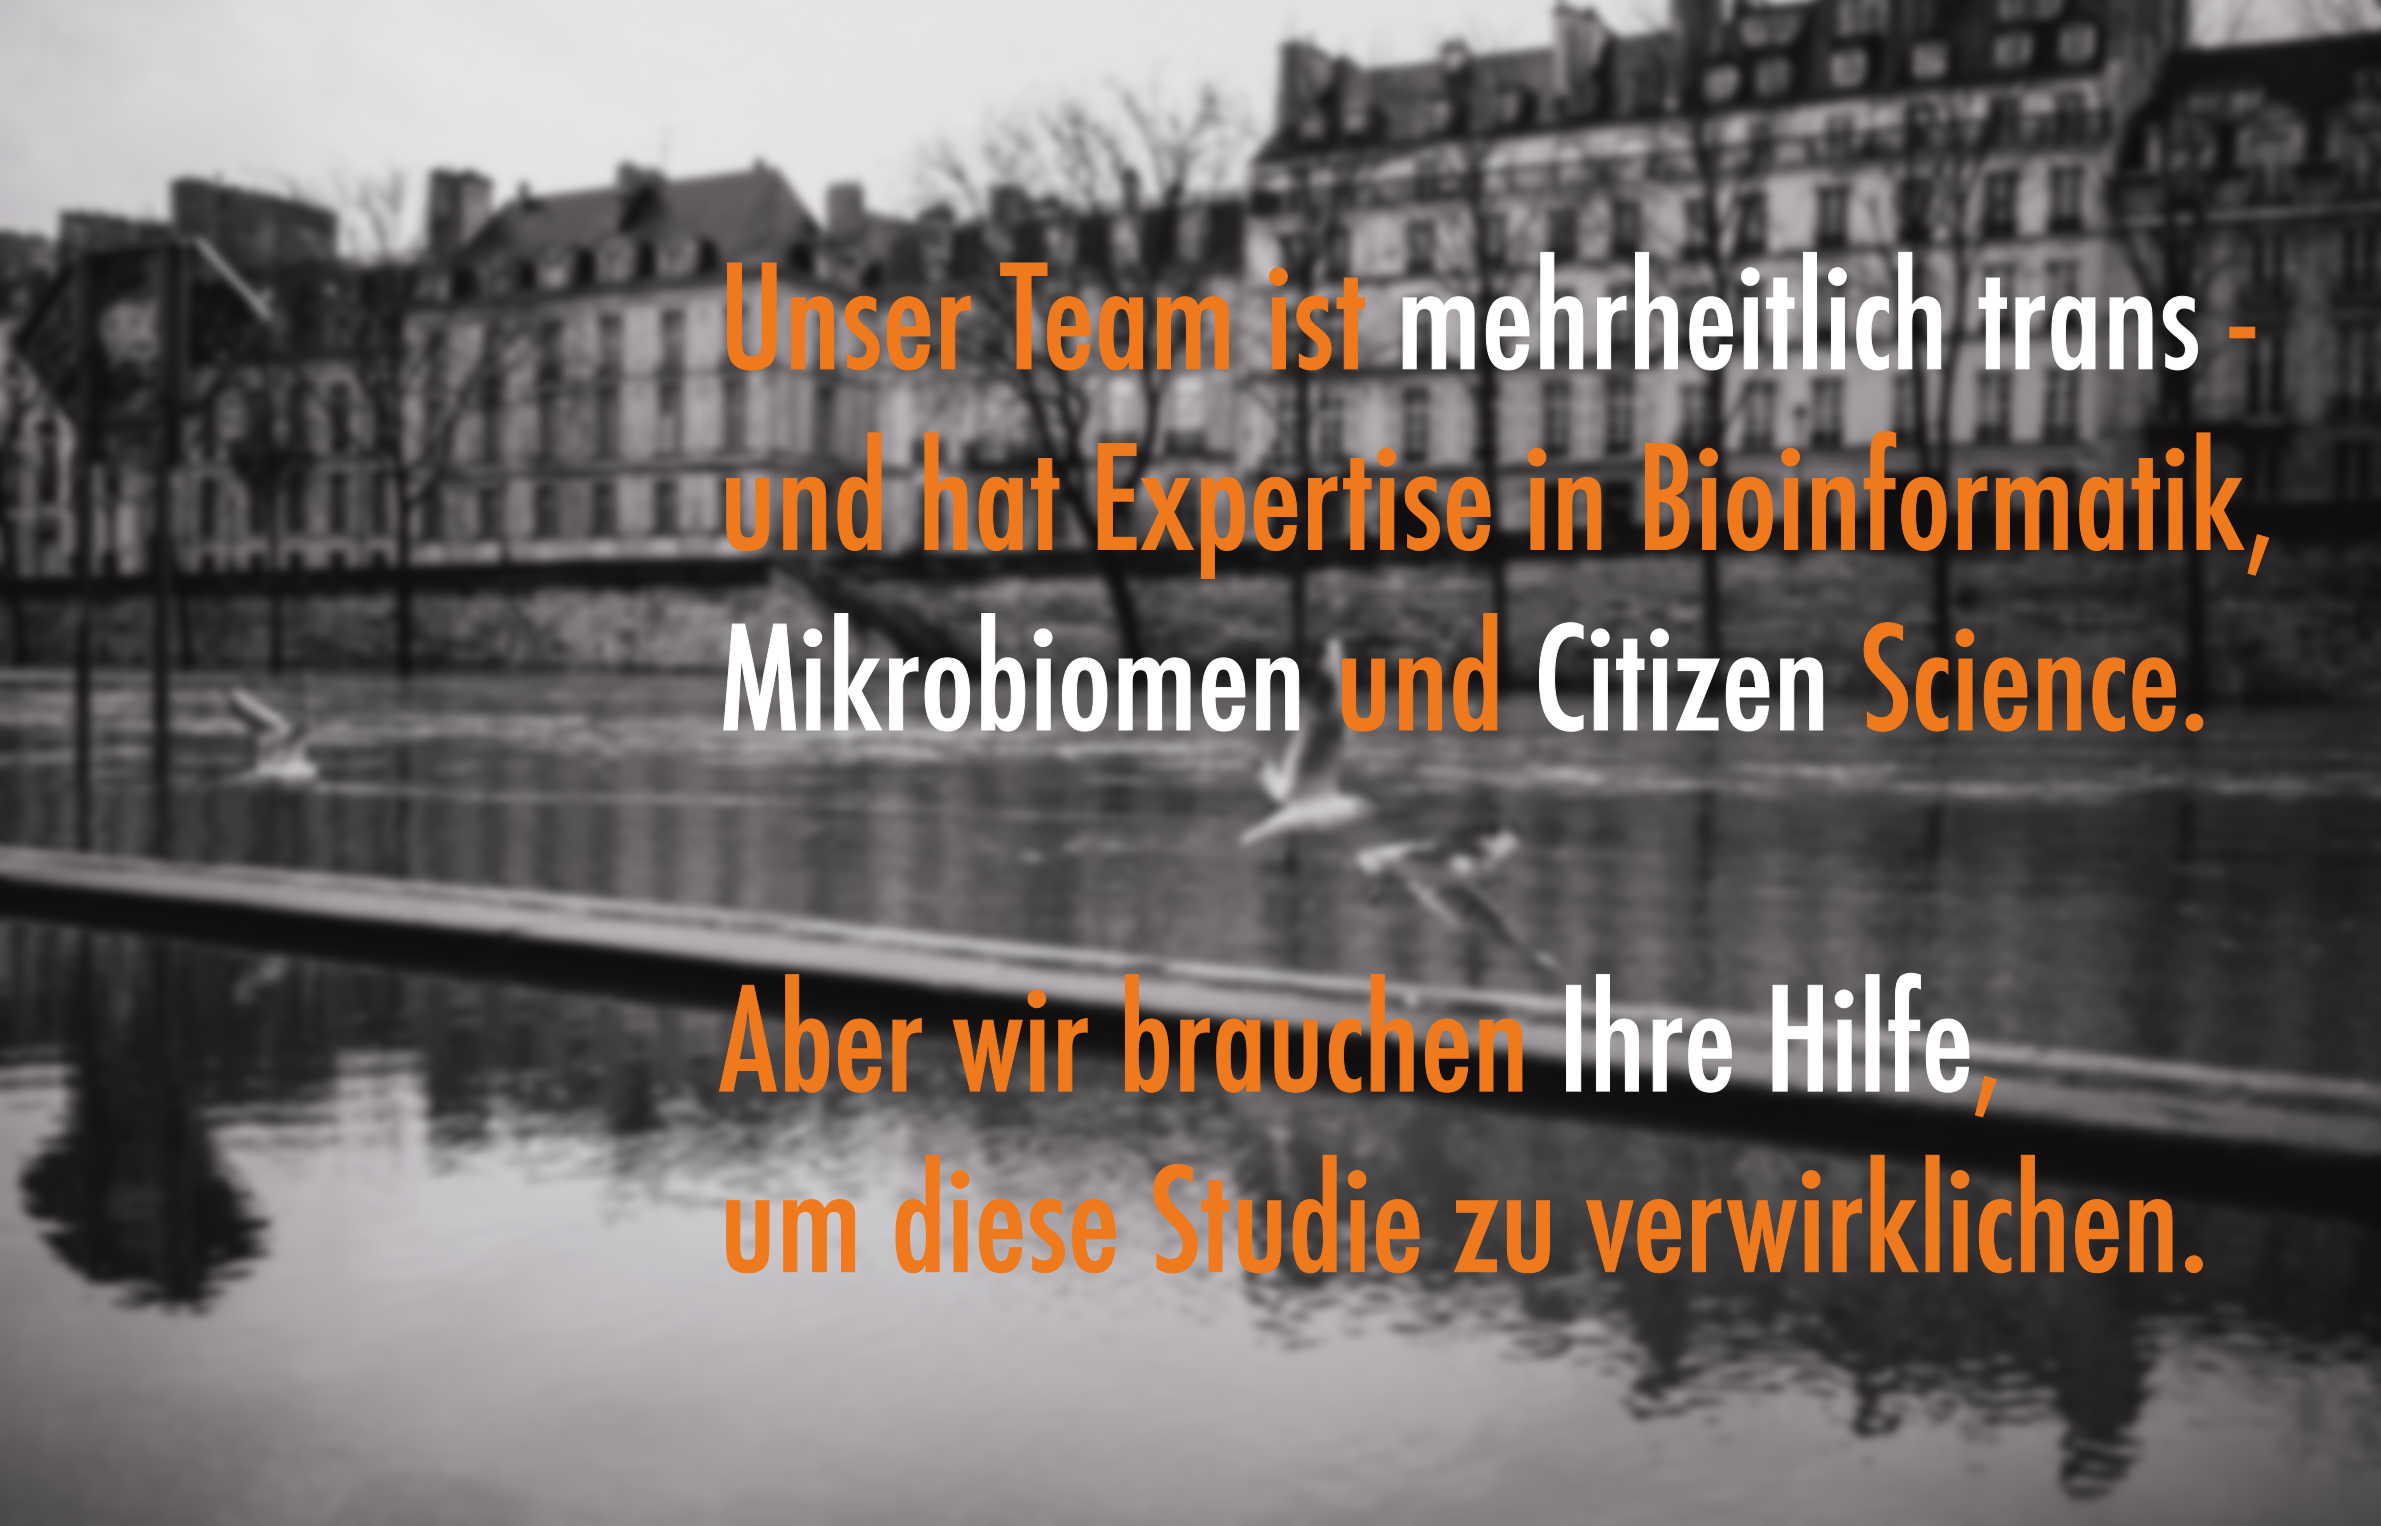 Unser Team ist mehrheitlich trans -
und hat Expertise in Bioinformatik,
Mikrobiomen und Citizen Science.
Aber wir brauchen Ihre Hilfe,
um diese Studie zu verwirklichen.